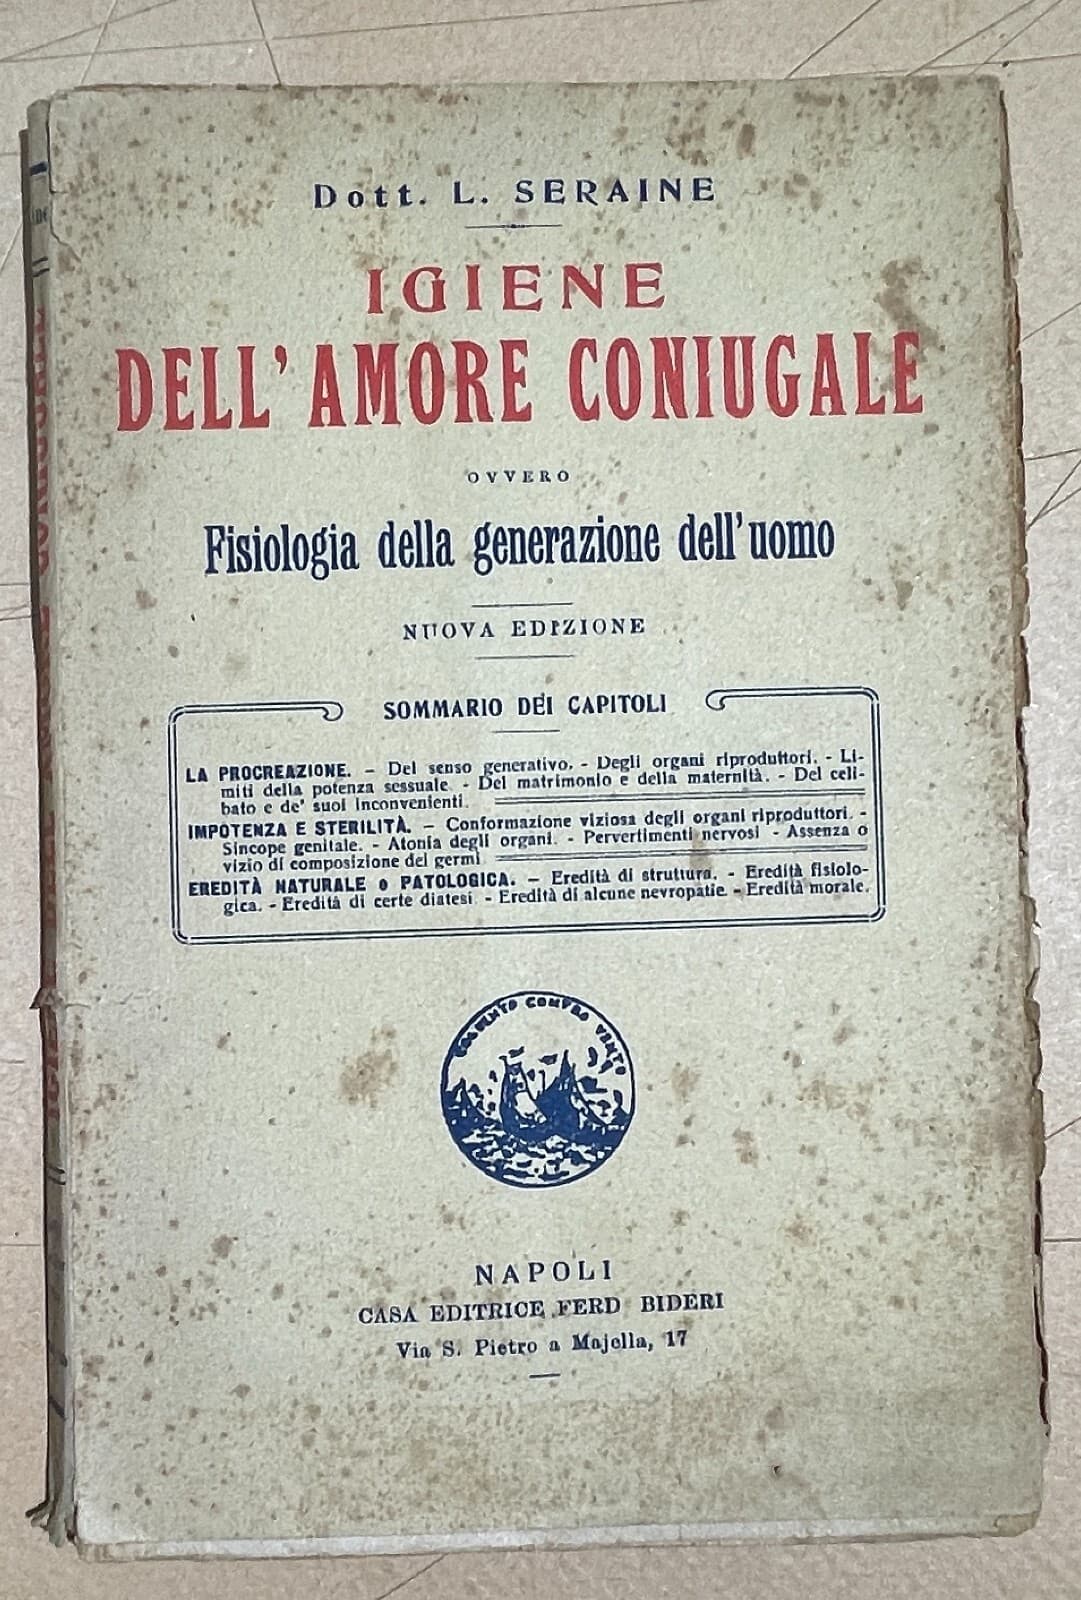 Dott. L. SERAINE
IGIENE
DELL'AMORE CONIUGALE
OVVERO
Fisiologia della generazione dell'uomo
NUOVA EDIZIONE
SOMMARIO DEI CAPITOLI
LA PROCREAZIONE. - Del senso generativo. - Degli organi riproduttori. - Li-
miti della potenza sessuale. - Del matrimonio e della maternità. - Del celi-
bato e de' suoi inconvenienti.
IMPOTENZA E STERILITÀ. - Conformazione viziosa degli organi riproduttori. -
Sincope genitale. - Atonia degli organi. - Pervertimenti nervosi - Assenza o
vizio di composizione dei germi
EREDITÀ NATURALE o PATOLOGICA. - Eredità di struttura. - Eredità fisiolo-
gica. - Eredità di certe diatesi. - Eredità di alcune nevropatie - Eredità morale.
COL VENTO CONTRO VENTO
NAPOLI
CASA EDITRICE FERD BIDERI
Via S. Pietro a Majella, 17